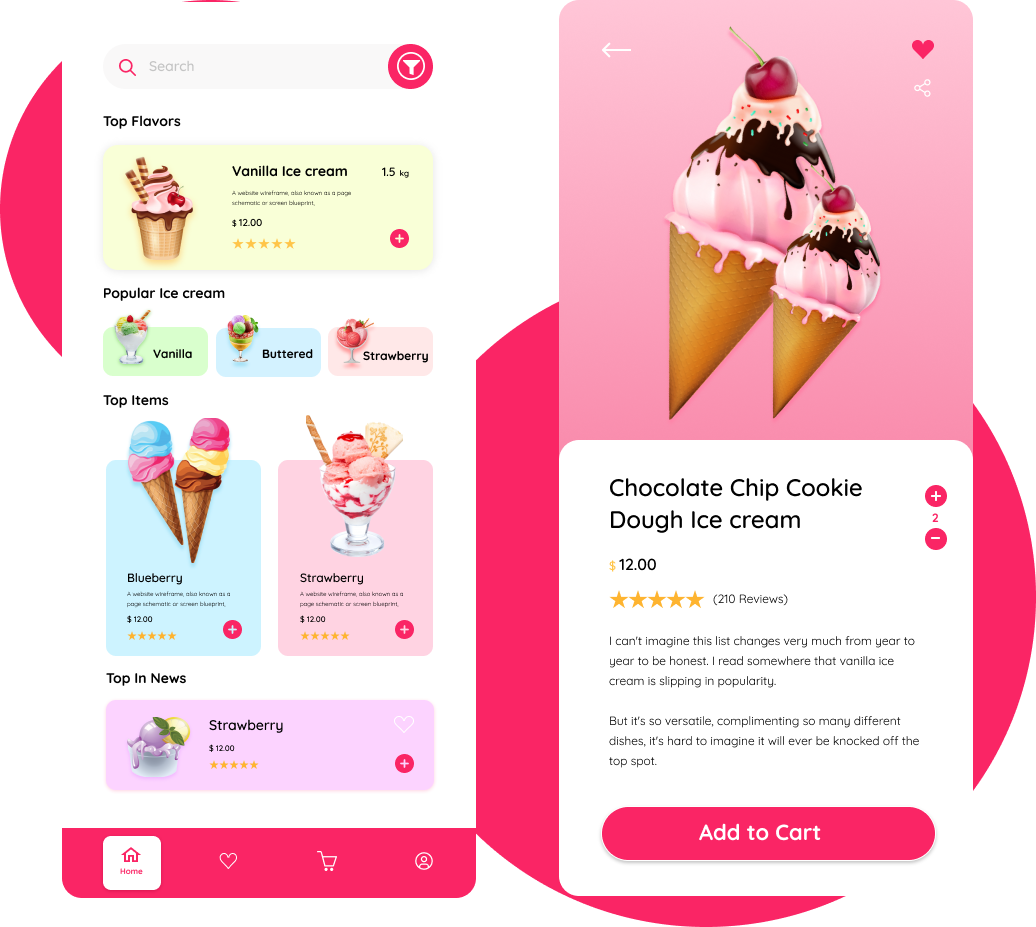 Search
Top Flavors
Vanilla Ice cream
1.5 kg
A website wireframe, also known as a page
schematic or screen blueprint,
$ 12.00
Popular Ice cream
Vanilla
Buttered
Strawberry
Top Items
Blueberry
A website wireframe, also known as a
page schematic or screen blueprint,
$ 12.00
Strawberry
A website wireframe, also known as a
page schematic or screen blueprint,
$ 12.00
Top In News
Strawberry
$ 12.00
Home
Chocolate Chip Cookie
Dough Ice cream
2
$ 12.00
(210 Reviews)
I can't imagine this list changes very much from year to
year to be honest. I read somewhere that vanilla ice
cream is slipping in popularity.
But it's so versatile, complimenting so many different
dishes, it's hard to imagine it will ever be knocked off the
top spot.
Add to Cart